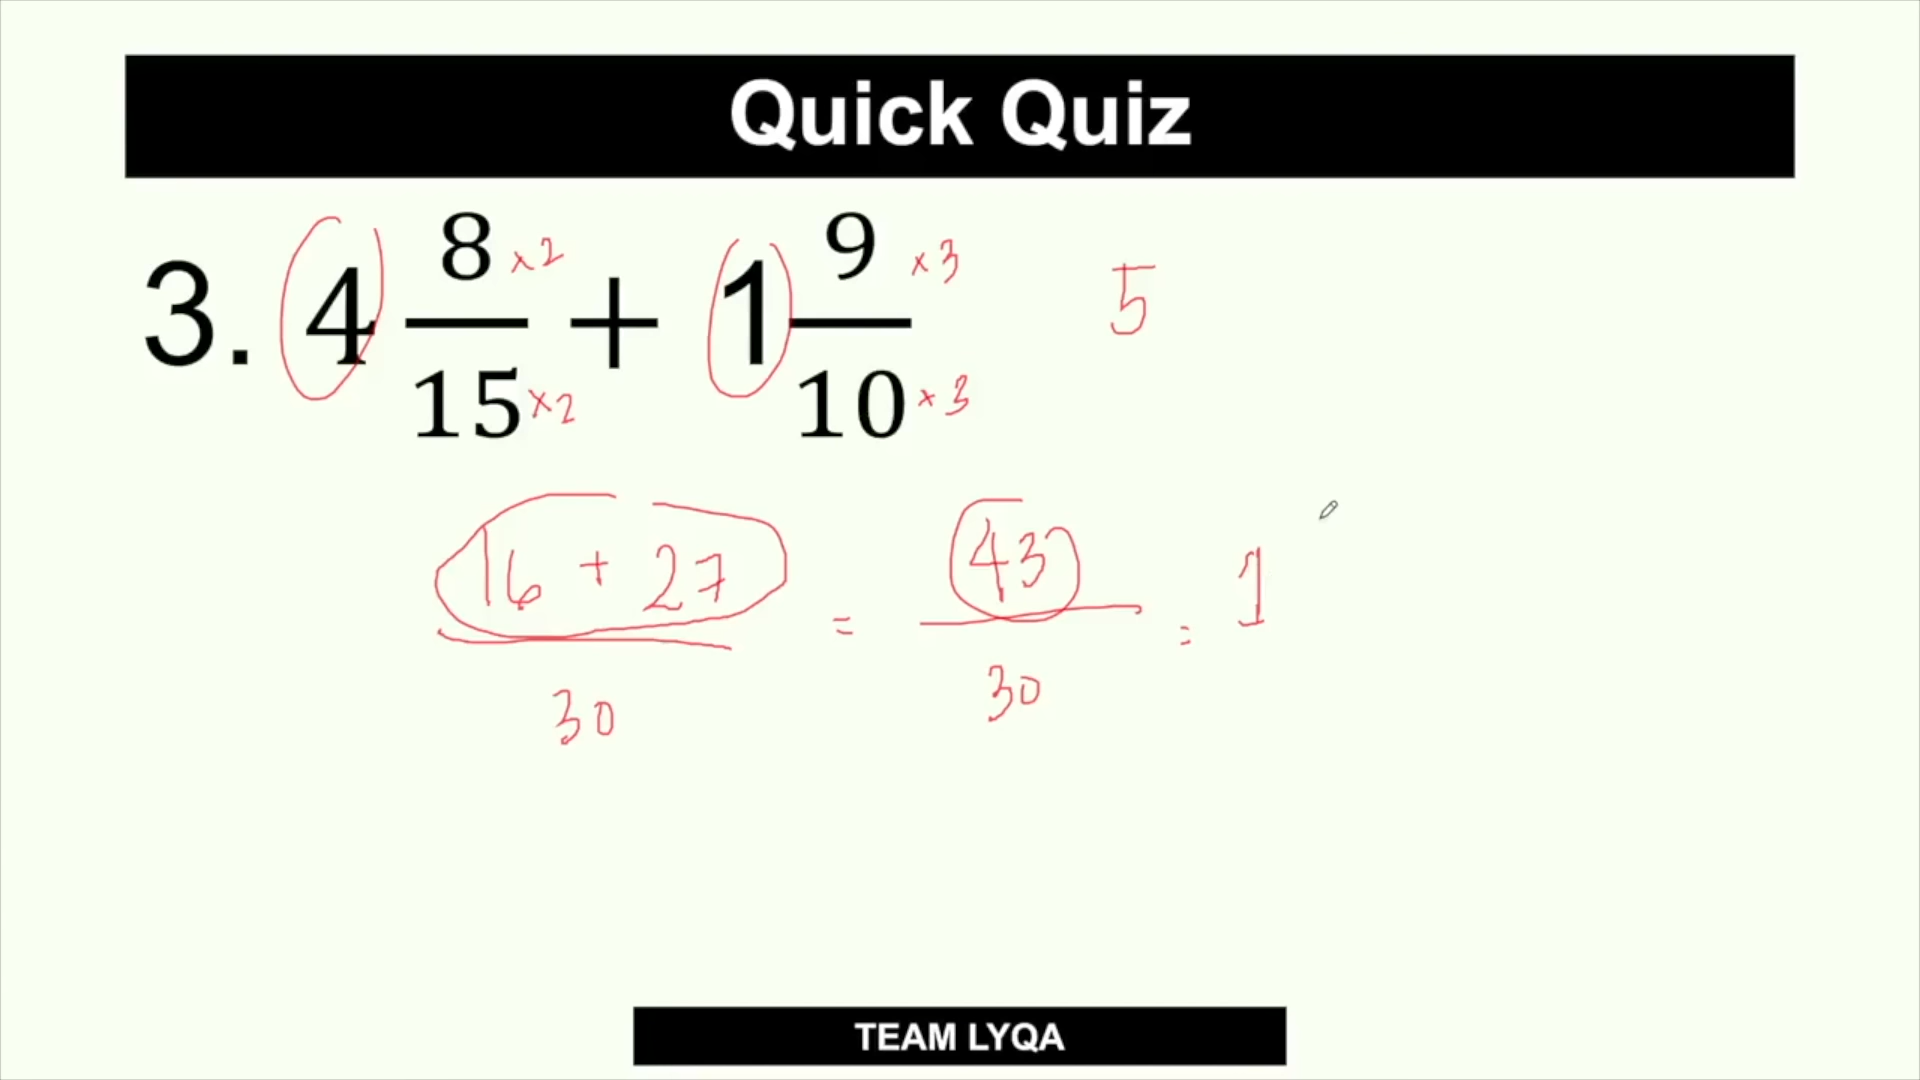 Quick Quiz
3. 4 8/15 + 1 9/10
×2 ×3 5
×2 ×3
16 + 27 / 30 = 43 / 30 = 1
TEAM LYQA